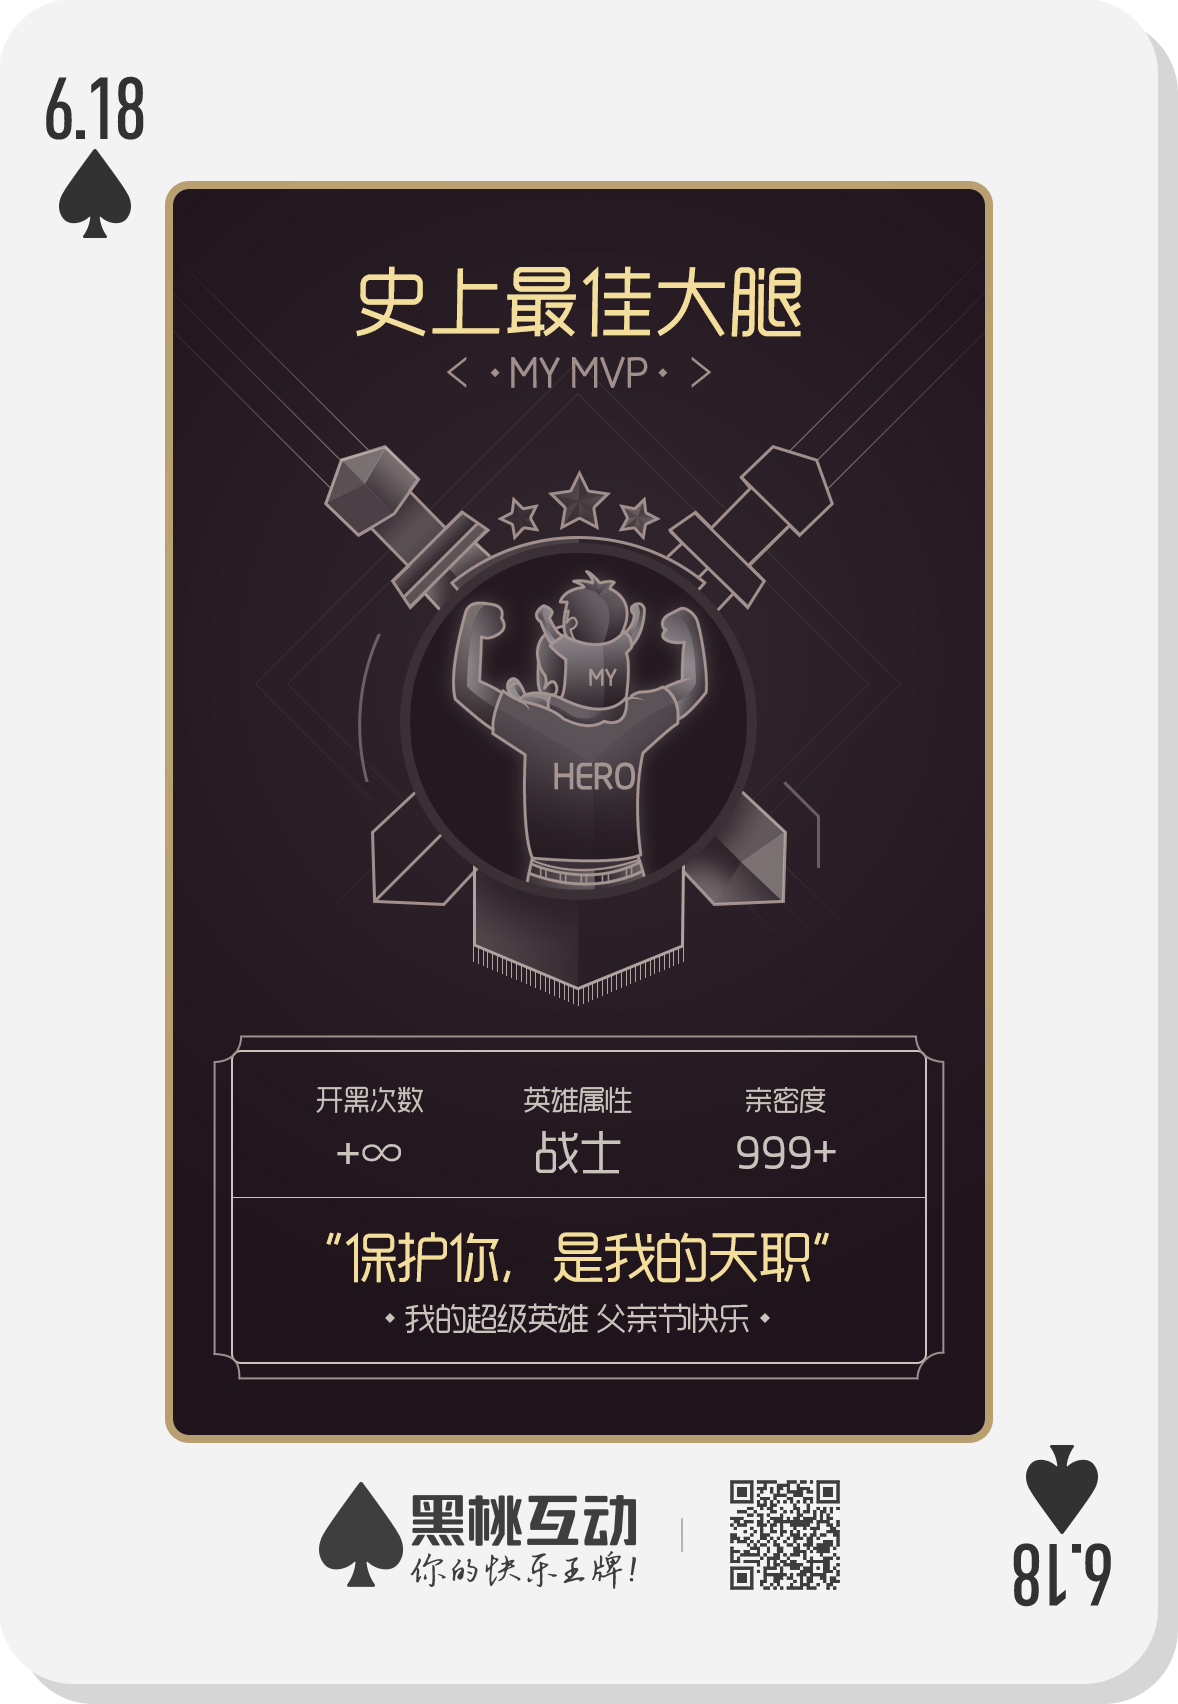 6.18
史上最佳大腿
< · MY MVP · >
MY
HERO
开黑次数 英雄属性 亲密度
+∞ 战士 999+
“保护你，是我的天职”
· 我的超级英雄 父亲节快乐 ·
黑桃互动
你的快乐王牌!
6.18